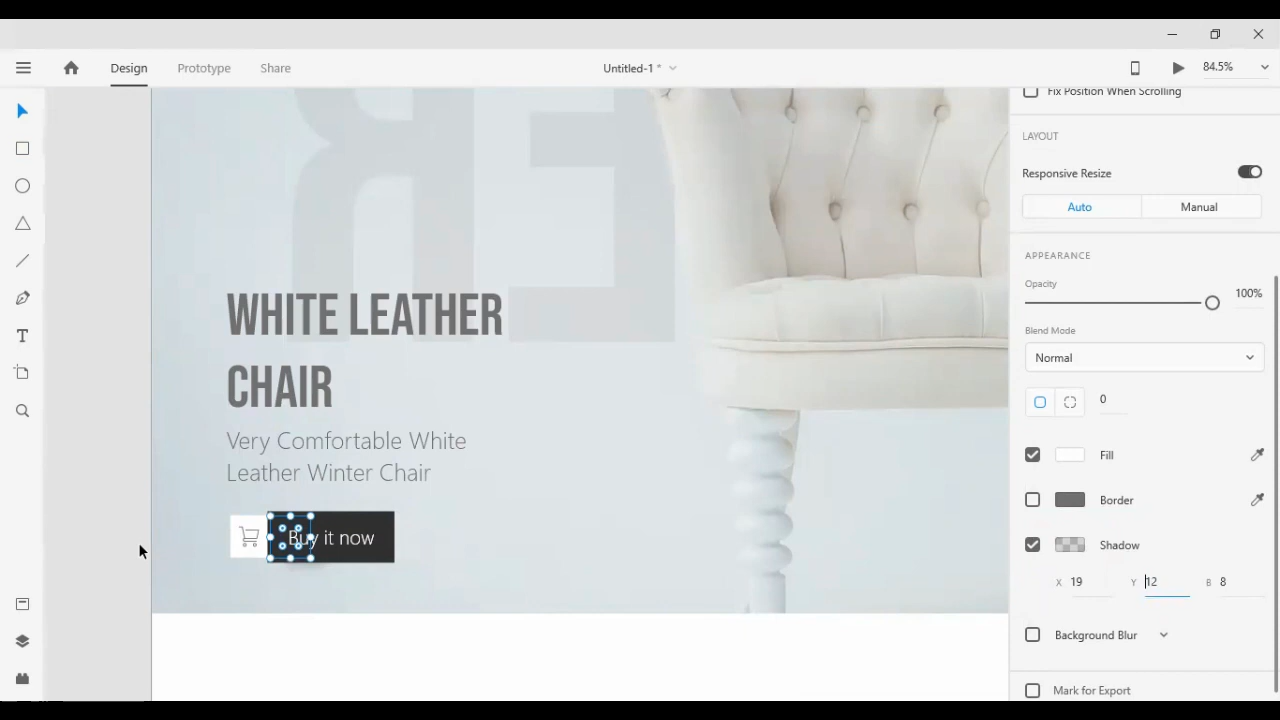 Design
Prototype
Share
Untitled-1 *
84.5%
Fix Position When Scrolling
LAYOUT
Responsive Resize
Auto
Manual
APPEARANCE
Opacity
100%
Blend Mode
Normal
0
Fill
Border
Shadow
X 19 Y 12 B 8
Background Blur
Mark for Export
T
RE
WHITE LEATHER
CHAIR
Very Comfortable White
Leather Winter Chair
Buy it now